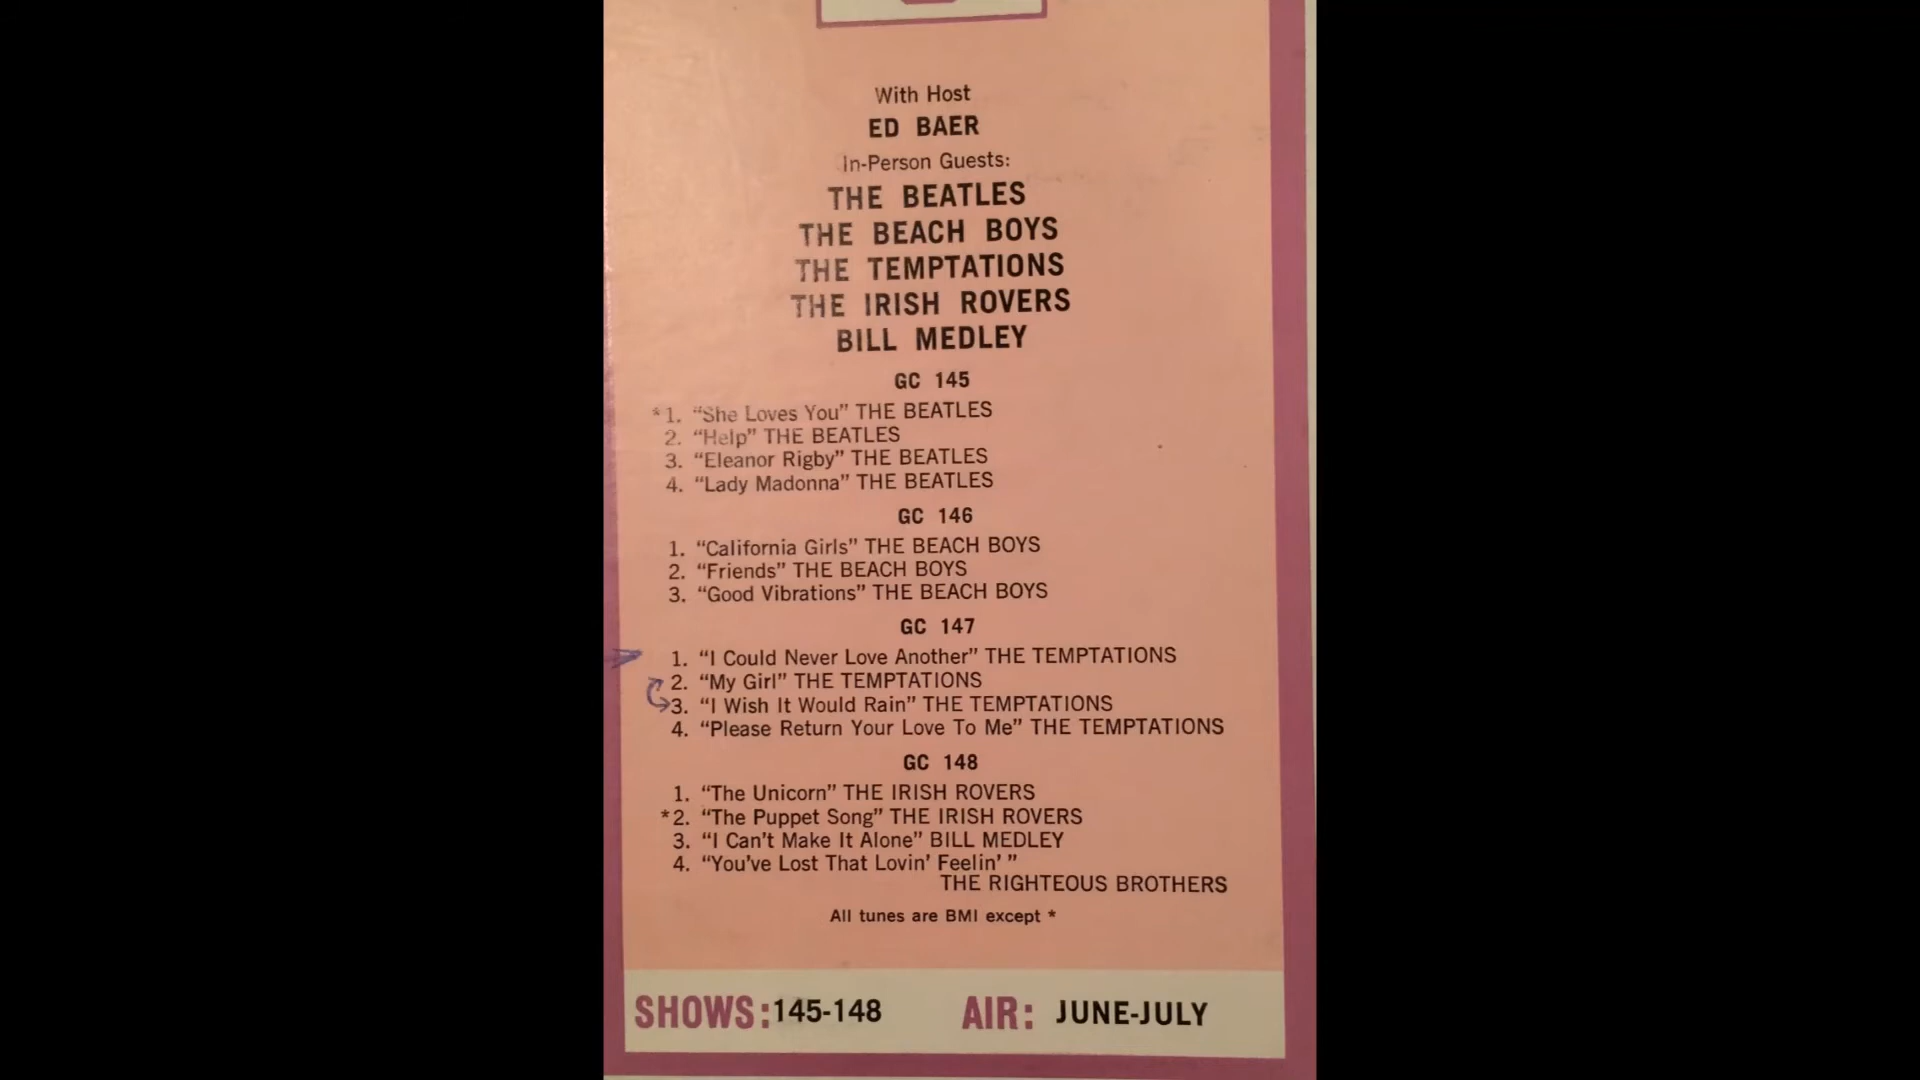 With Host
ED BAER
In-Person Guests:
THE BEATLES
THE BEACH BOYS
THE TEMPTATIONS
THE IRISH ROVERS
BILL MEDLEY
GC 145
*1. “She Loves You” THE BEATLES
2. “Help” THE BEATLES
3. “Eleanor Rigby” THE BEATLES
4. “Lady Madonna” THE BEATLES
GC 146
1. “California Girls” THE BEACH BOYS
2. “Friends” THE BEACH BOYS
3. “Good Vibrations” THE BEACH BOYS
GC 147
1. “I Could Never Love Another” THE TEMPTATIONS
2. “My Girl” THE TEMPTATIONS
3. “I Wish It Would Rain” THE TEMPTATIONS
4. “Please Return Your Love To Me” THE TEMPTATIONS
GC 148
1. “The Unicorn” THE IRISH ROVERS
*2. “The Puppet Song” THE IRISH ROVERS
3. “I Can’t Make It Alone” BILL MEDLEY
4. “You’ve Lost That Lovin’ Feelin’ ”
THE RIGHTEOUS BROTHERS
All tunes are BMI except *
SHOWS: 145-148 AIR: JUNE-JULY